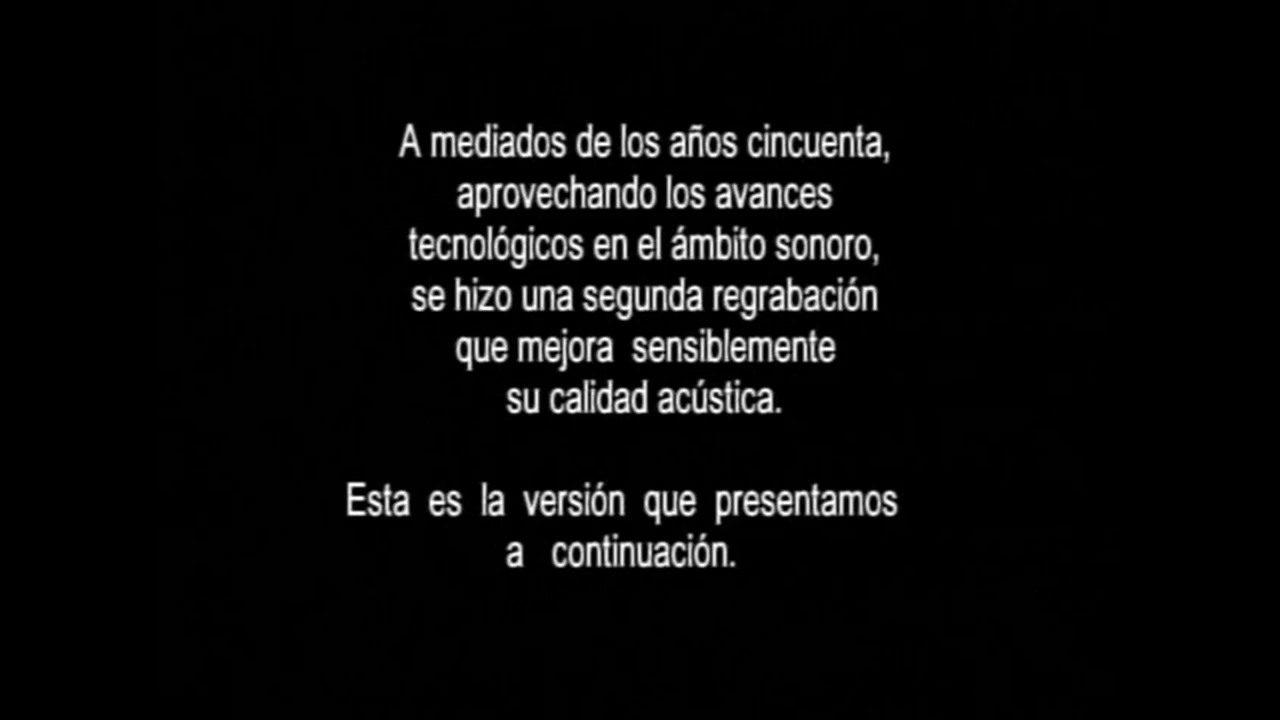 A mediados de los años cincuenta,
aprovechando los avances
tecnológicos en el ámbito sonoro,
se hizo una segunda regrabación
que mejora sensiblemente
su calidad acústica.
Esta es la versión que presentamos
a continuación.